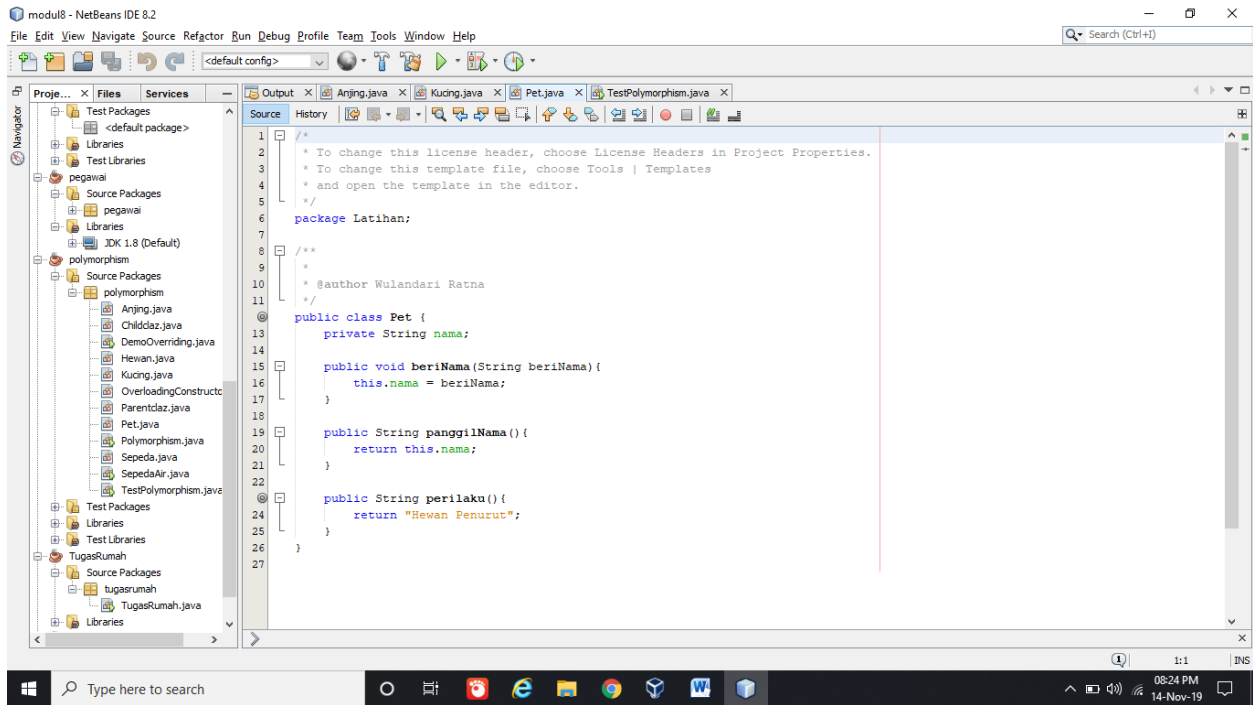 modul8 - NetBeans IDE 8.2
File Edit View Navigate Source Refactor Run Debug Profile Team Tools Window Help
Search (Ctrl+I)
<default config>
Proje... Files Services
Navigator
Test Packages
<default package>
Libraries
Test Libraries
pegawai
Source Packages
pegawai
Libraries
JDK 1.8 (Default)
polymorphism
Source Packages
polymorphism
Anjing.java
Childclaz.java
DemoOverriding.java
Hewan.java
Kucing.java
OverloadingConstructo
Parentclaz.java
Pet.java
Polymorphism.java
Sepeda.java
SepedaAir.java
TestPolymorphism.java
Test Packages
Libraries
Test Libraries
TugasRumah
Source Packages
tugasrumah
TugasRumah.java
Libraries
Output Anjing.java Kucing.java Pet.java TestPolymorphism.java
Source History
1 /*
2 * To change this license header, choose License Headers in Project Properties.
3 * To change this template file, choose Tools | Templates
4 * and open the template in the editor.
5 */
6 package Latihan;
7
8 /**
9 *
10 * @author Wulandari Ratna
11 */
public class Pet {
13 private String nama;
14
15 public void beriNama(String beriNama){
16 this.nama = beriNama;
17 }
18
19 public String panggilNama(){
20 return this.nama;
21 }
22
public String perilaku(){
24 return "Hewan Penurut";
25 }
26 }
27
1 1:1 INS
Type here to search
08:24 PM
14-Nov-19